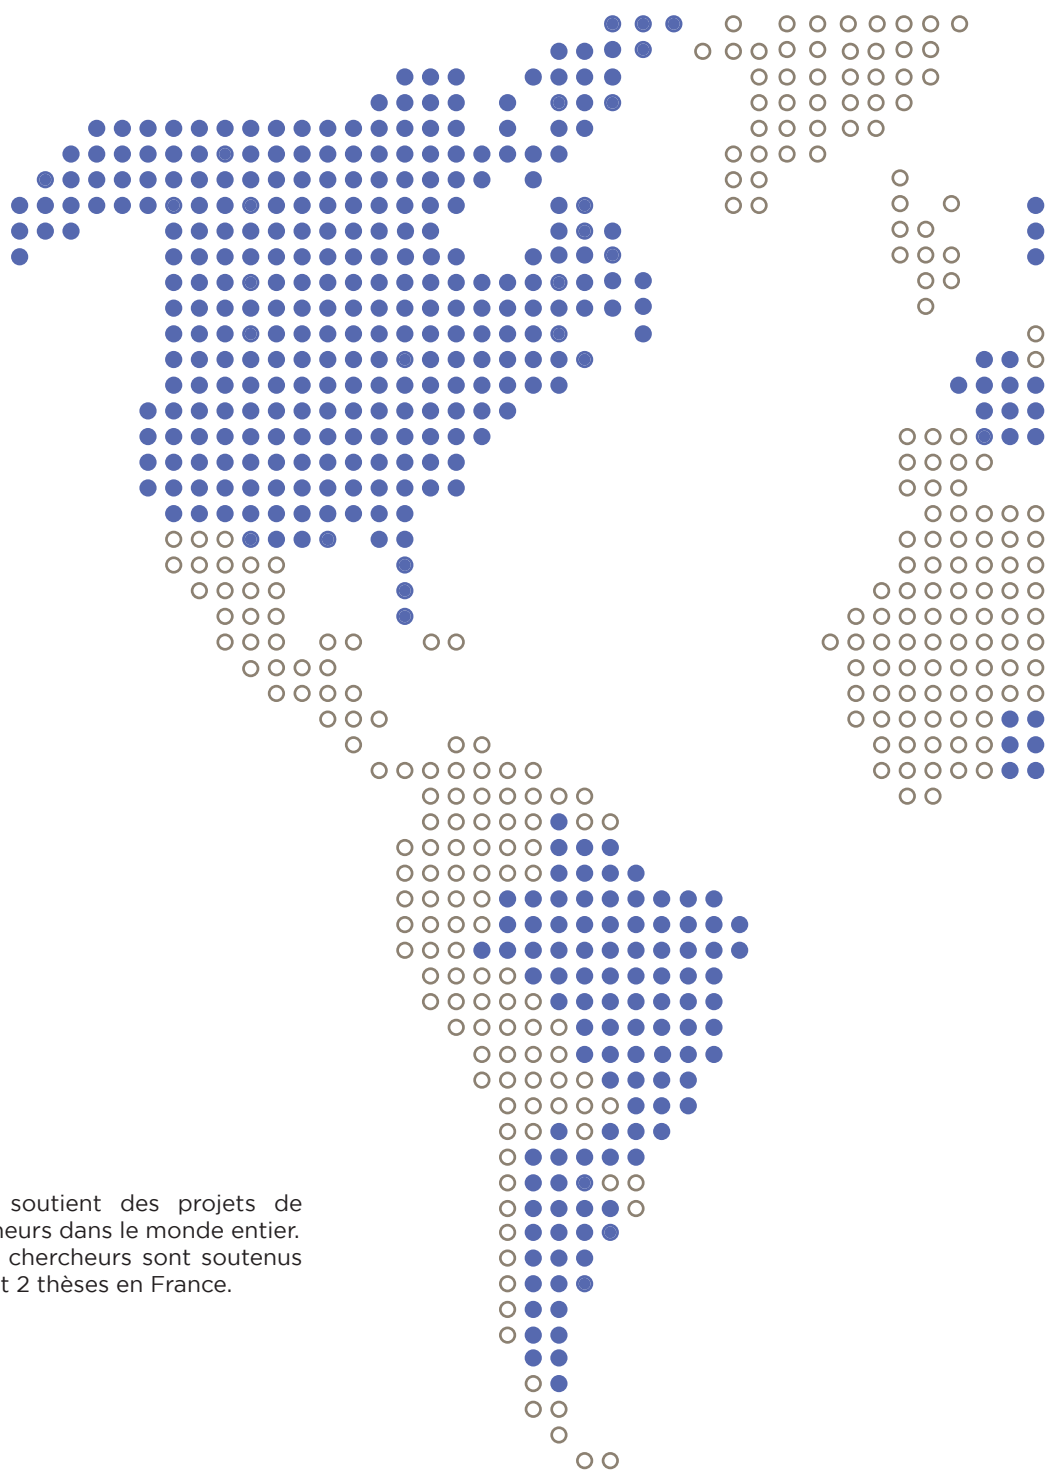 soutient des projets de
heurs dans le monde entier.
chercheurs sont soutenus
t 2 thèses en France.